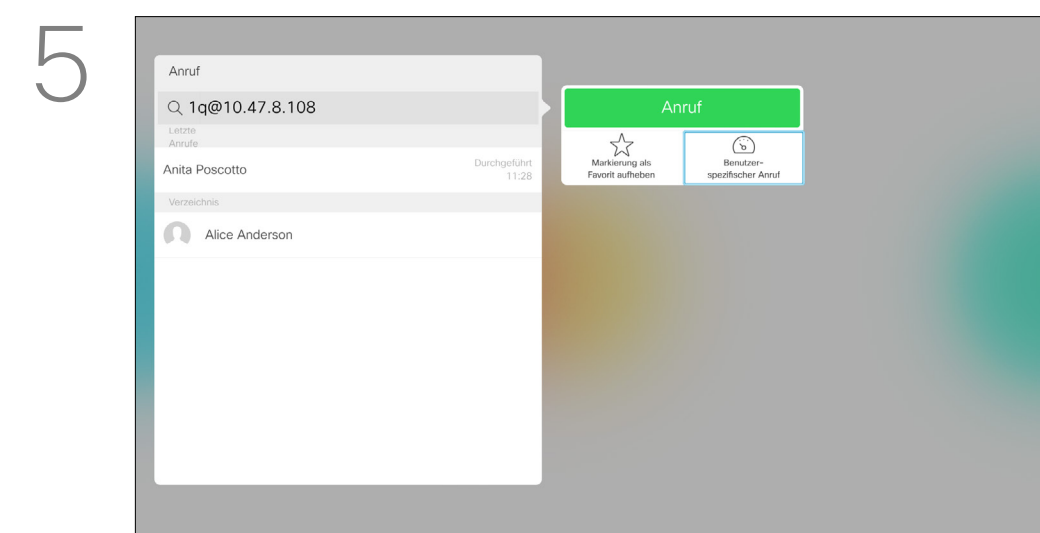 5
Anruf
1q@10.47.8.108
Letzte
Anrufe
Anita Poscotto
Durchgeführt
11:28
Verzeichnis
Alice Anderson
Anruf
Markierung als
Favorit aufheben
Benutzer-
spezifischer Anruf